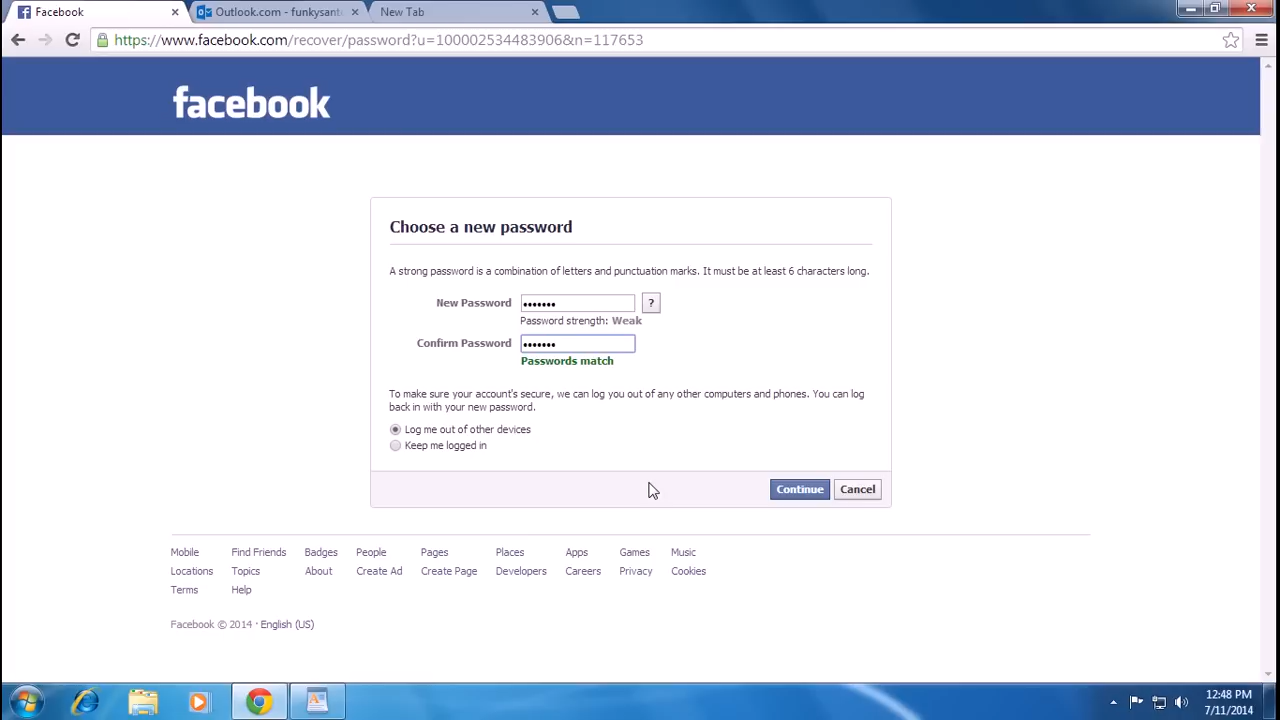 Facebook
Outlook.com - funkysant
New Tab
https://www.facebook.com/recover/password?u=100002534483906&n=117653
facebook
Choose a new password
A strong password is a combination of letters and punctuation marks. It must be at least 6 characters long.
New Password ••••••• ?
Password strength: Weak
Confirm Password •••••••
Passwords match
To make sure your account's secure, we can log you out of any other computers and phones. You can log
back in with your new password.
Log me out of other devices
Keep me logged in
Continue Cancel
Mobile Find Friends Badges People Pages Places Apps Games Music
Locations Topics About Create Ad Create Page Developers Careers Privacy Cookies
Terms Help
Facebook © 2014 · English (US)
12:48 PM
7/11/2014